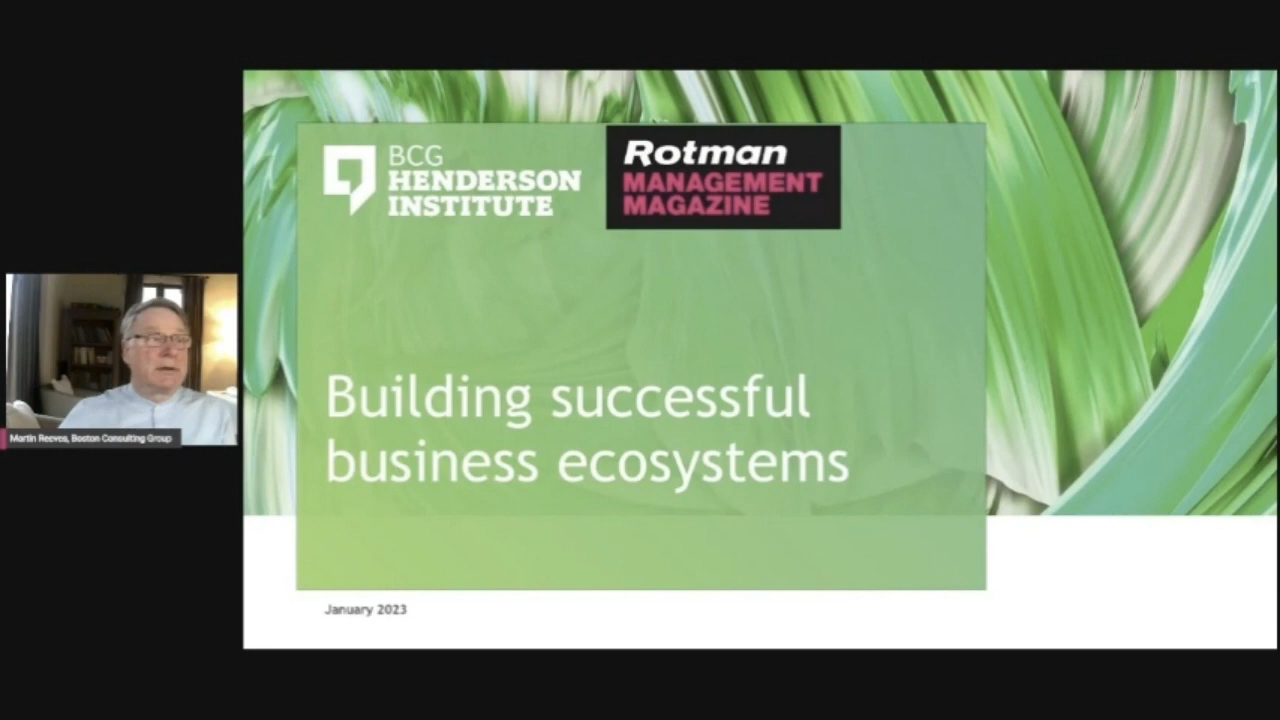 BCG
HENDERSON
INSTITUTE
Rotman
MANAGEMENT
MAGAZINE
Building successful
business ecosystems
Martin Reeves, Boston Consulting Group
January 2023